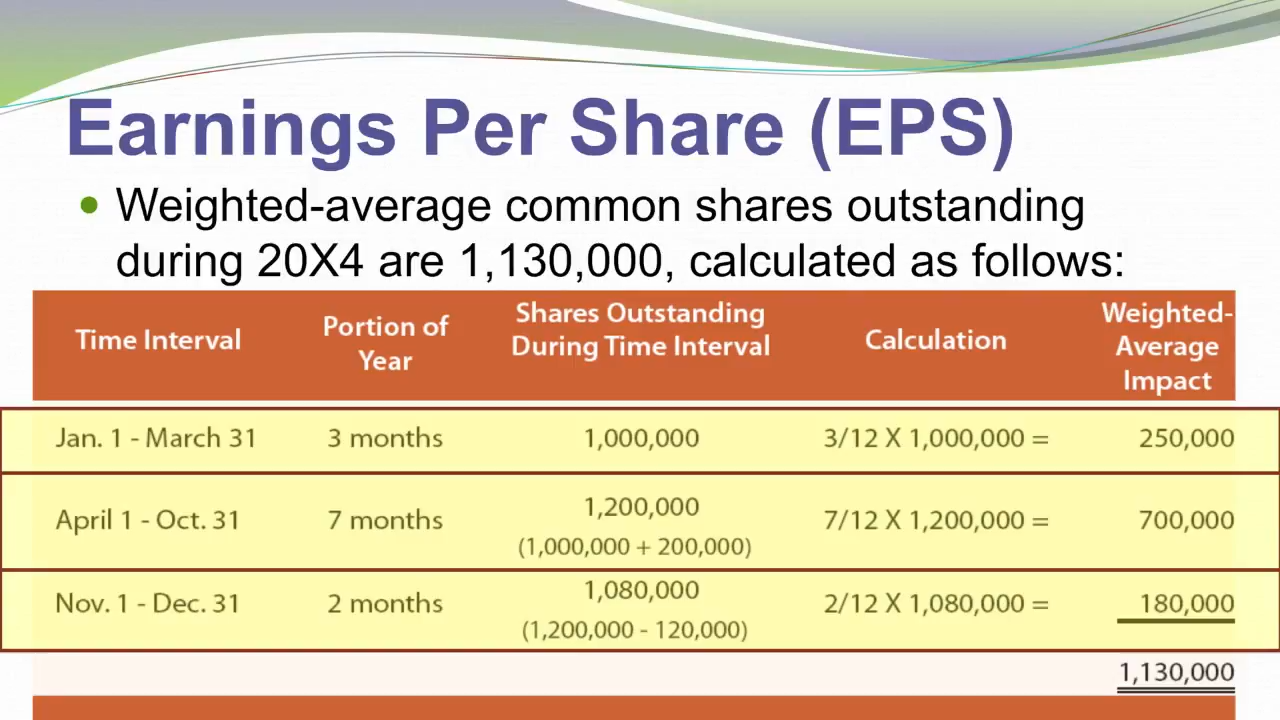 Earnings Per Share (EPS)
• Weighted-average common shares outstanding
during 20X4 are 1,130,000, calculated as follows:
Time Interval Portion of Year Shares Outstanding During Time Interval Calculation Weighted-Average Impact
Jan. 1 - March 31 3 months 1,000,000 3/12 X 1,000,000 = 250,000
April 1 - Oct. 31 7 months 1,200,000 (1,000,000 + 200,000) 7/12 X 1,200,000 = 700,000
Nov. 1 - Dec. 31 2 months 1,080,000 (1,200,000 - 120,000) 2/12 X 1,080,000 = 180,000
1,130,000